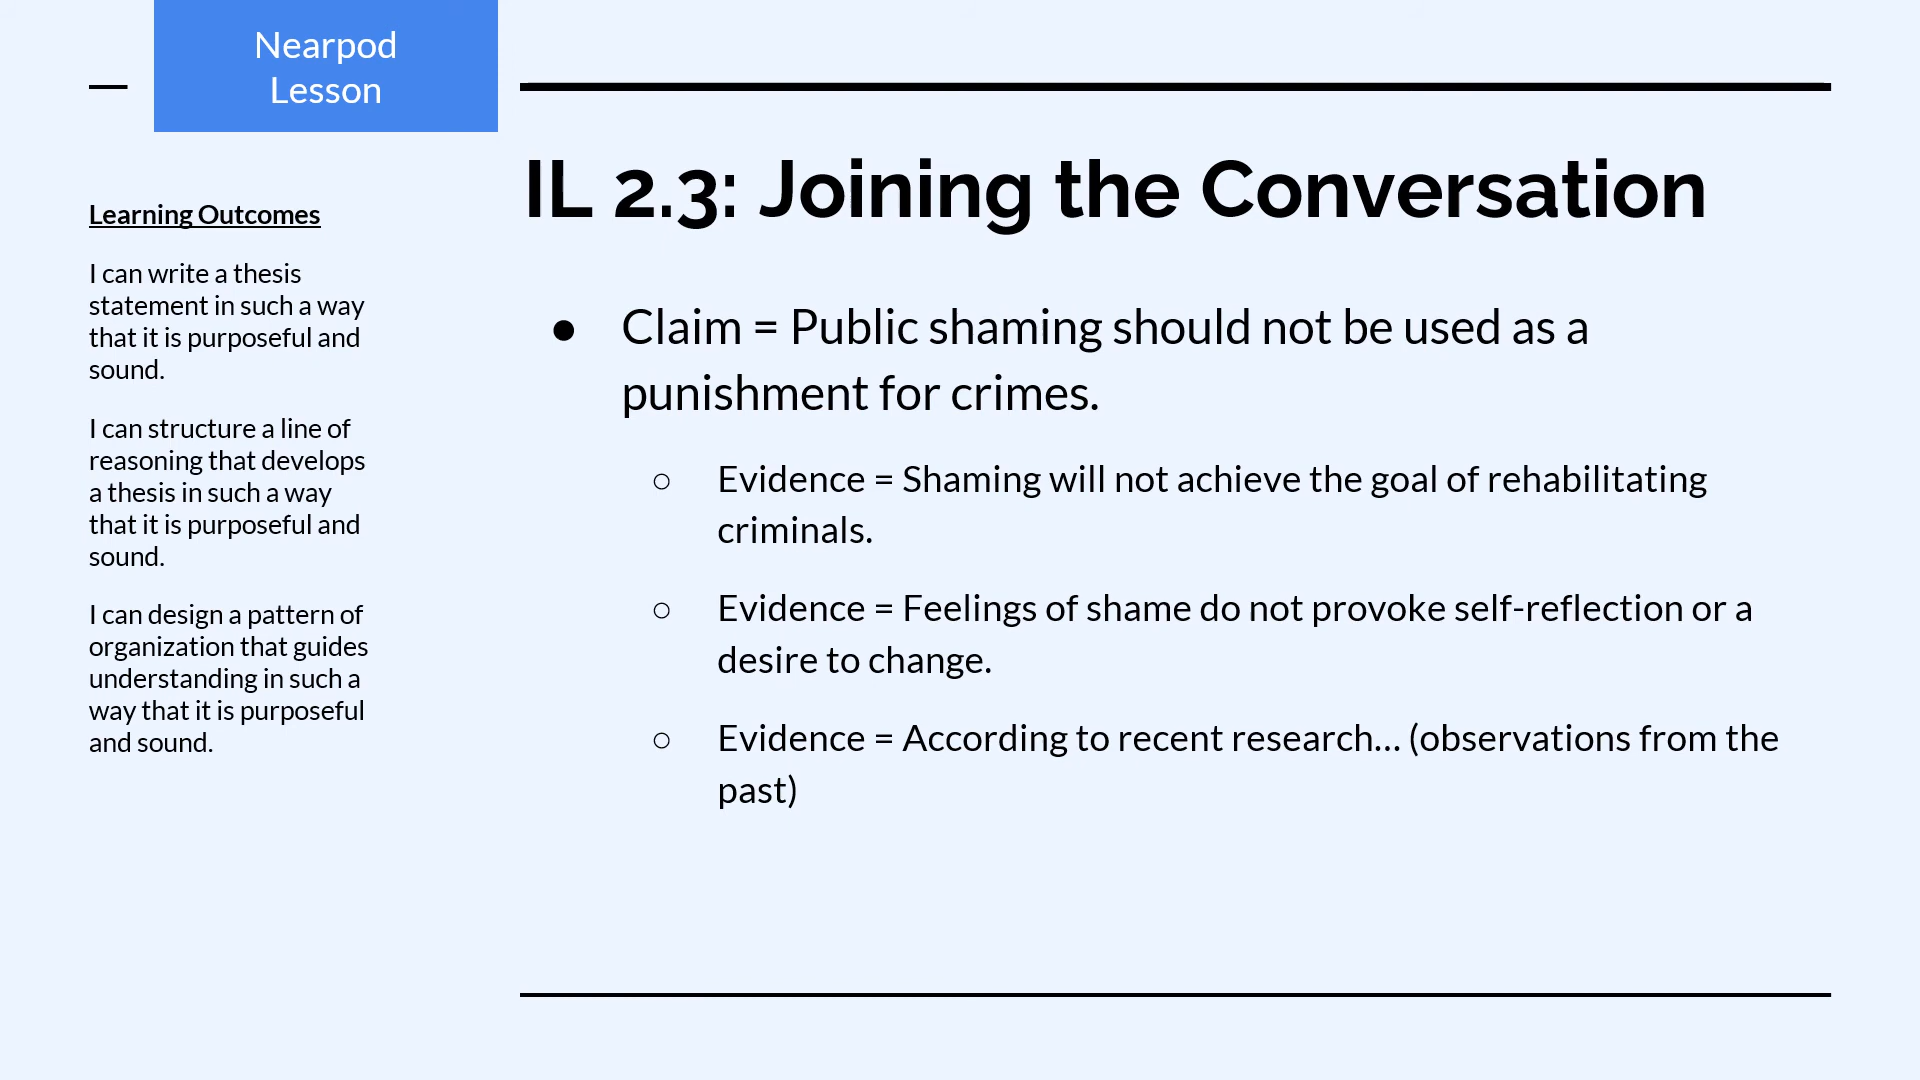 Nearpod
Lesson
Learning Outcomes
I can write a thesis
statement in such a way
that it is purposeful and
sound.
I can structure a line of
reasoning that develops
a thesis in such a way
that it is purposeful and
sound.
I can design a pattern of
organization that guides
understanding in such a
way that it is purposeful
and sound.
IL 2.3: Joining the Conversation
● Claim = Public shaming should not be used as a
punishment for crimes.
○ Evidence = Shaming will not achieve the goal of rehabilitating
criminals.
○ Evidence = Feelings of shame do not provoke self-reflection or a
desire to change.
○ Evidence = According to recent research... (observations from the
past)